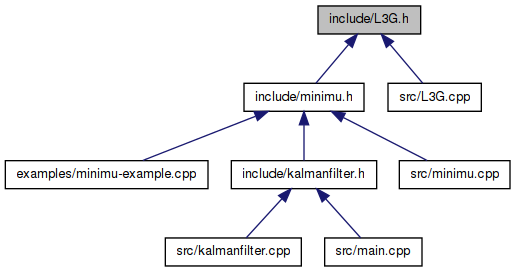 include/L3G.h
include/minimu.h
src/L3G.cpp
examples/minimu-example.cpp
include/kalmanfilter.h
src/minimu.cpp
src/kalmanfilter.cpp
src/main.cpp